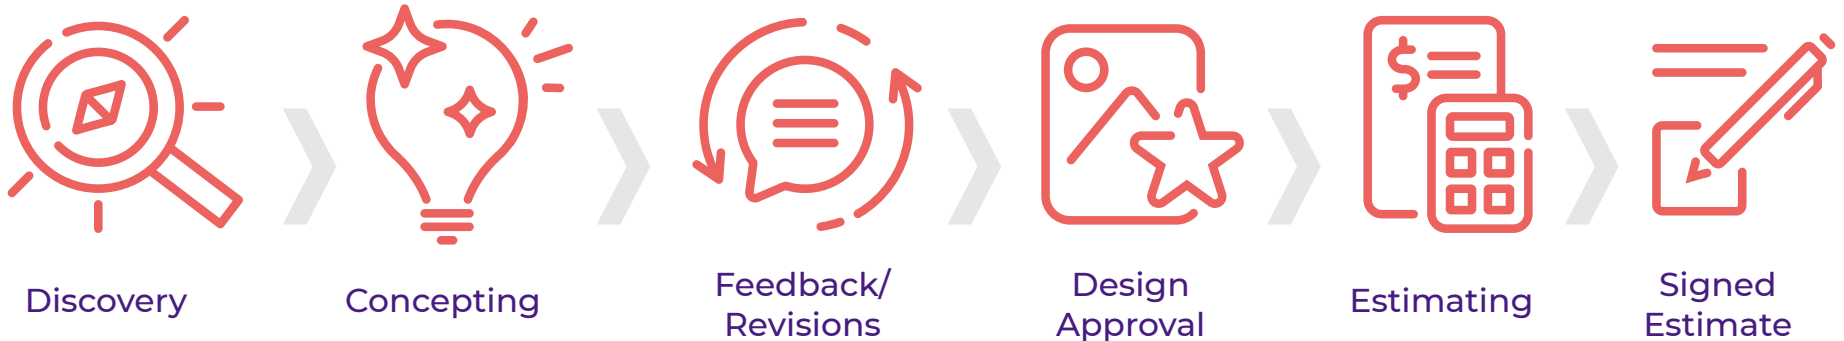 Discovery
Concepting
Feedback/
Revisions
Design
Approval
$
Estimating
Signed
Estimate